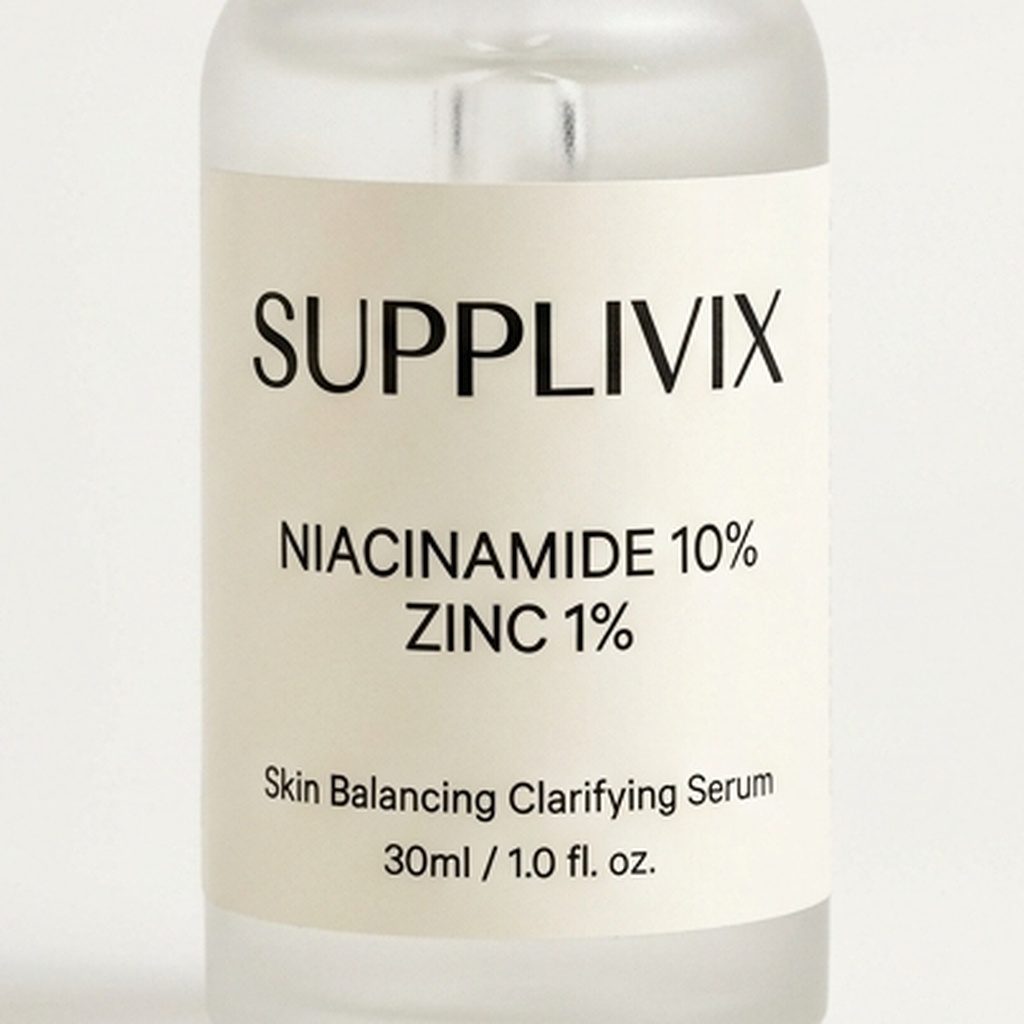 SUPPLIVIX
NIACINAMIDE 10%
ZINC 1%
Skin Balancing Clarifying Serum
30ml / 1.0 fl. oz.